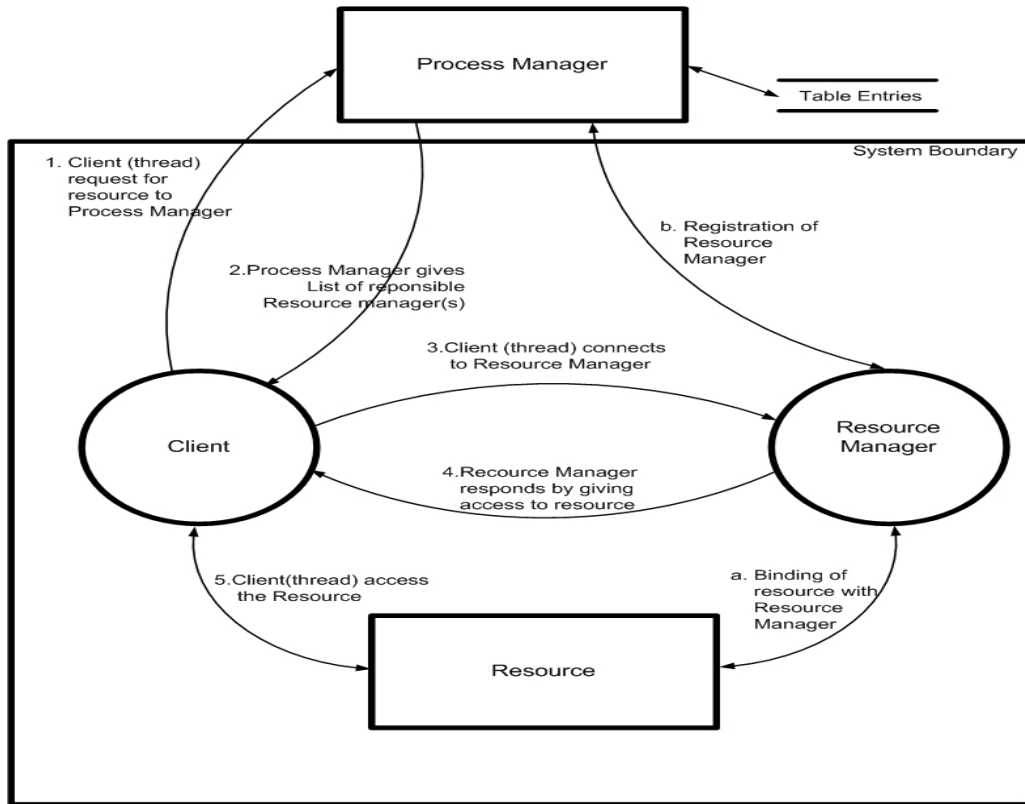 Process Manager
Table Entries
System Boundary
1. Client (thread)
request for
resource to
Process Manager
b. Registration of
Resource
Manager
2.Process Manager gives
List of reponsible
Resource manager(s)
3.Client (thread) connects
to Resource Manager
Client
Resource
Manager
4.Recource Manager
responds by giving
access to resource
5.Client(thread) access
the Resource
a. Binding of
resource with
Resource
Manager
Resource